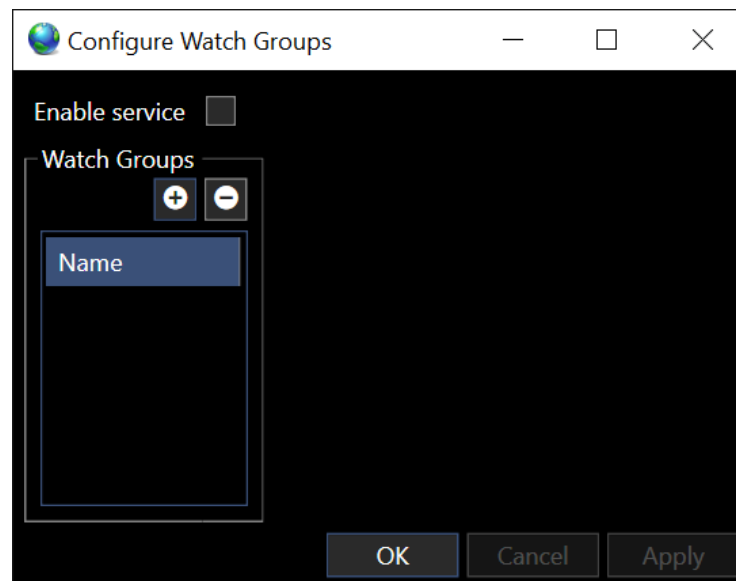 Configure Watch Groups
Enable service
Watch Groups
Name
OK Cancel Apply